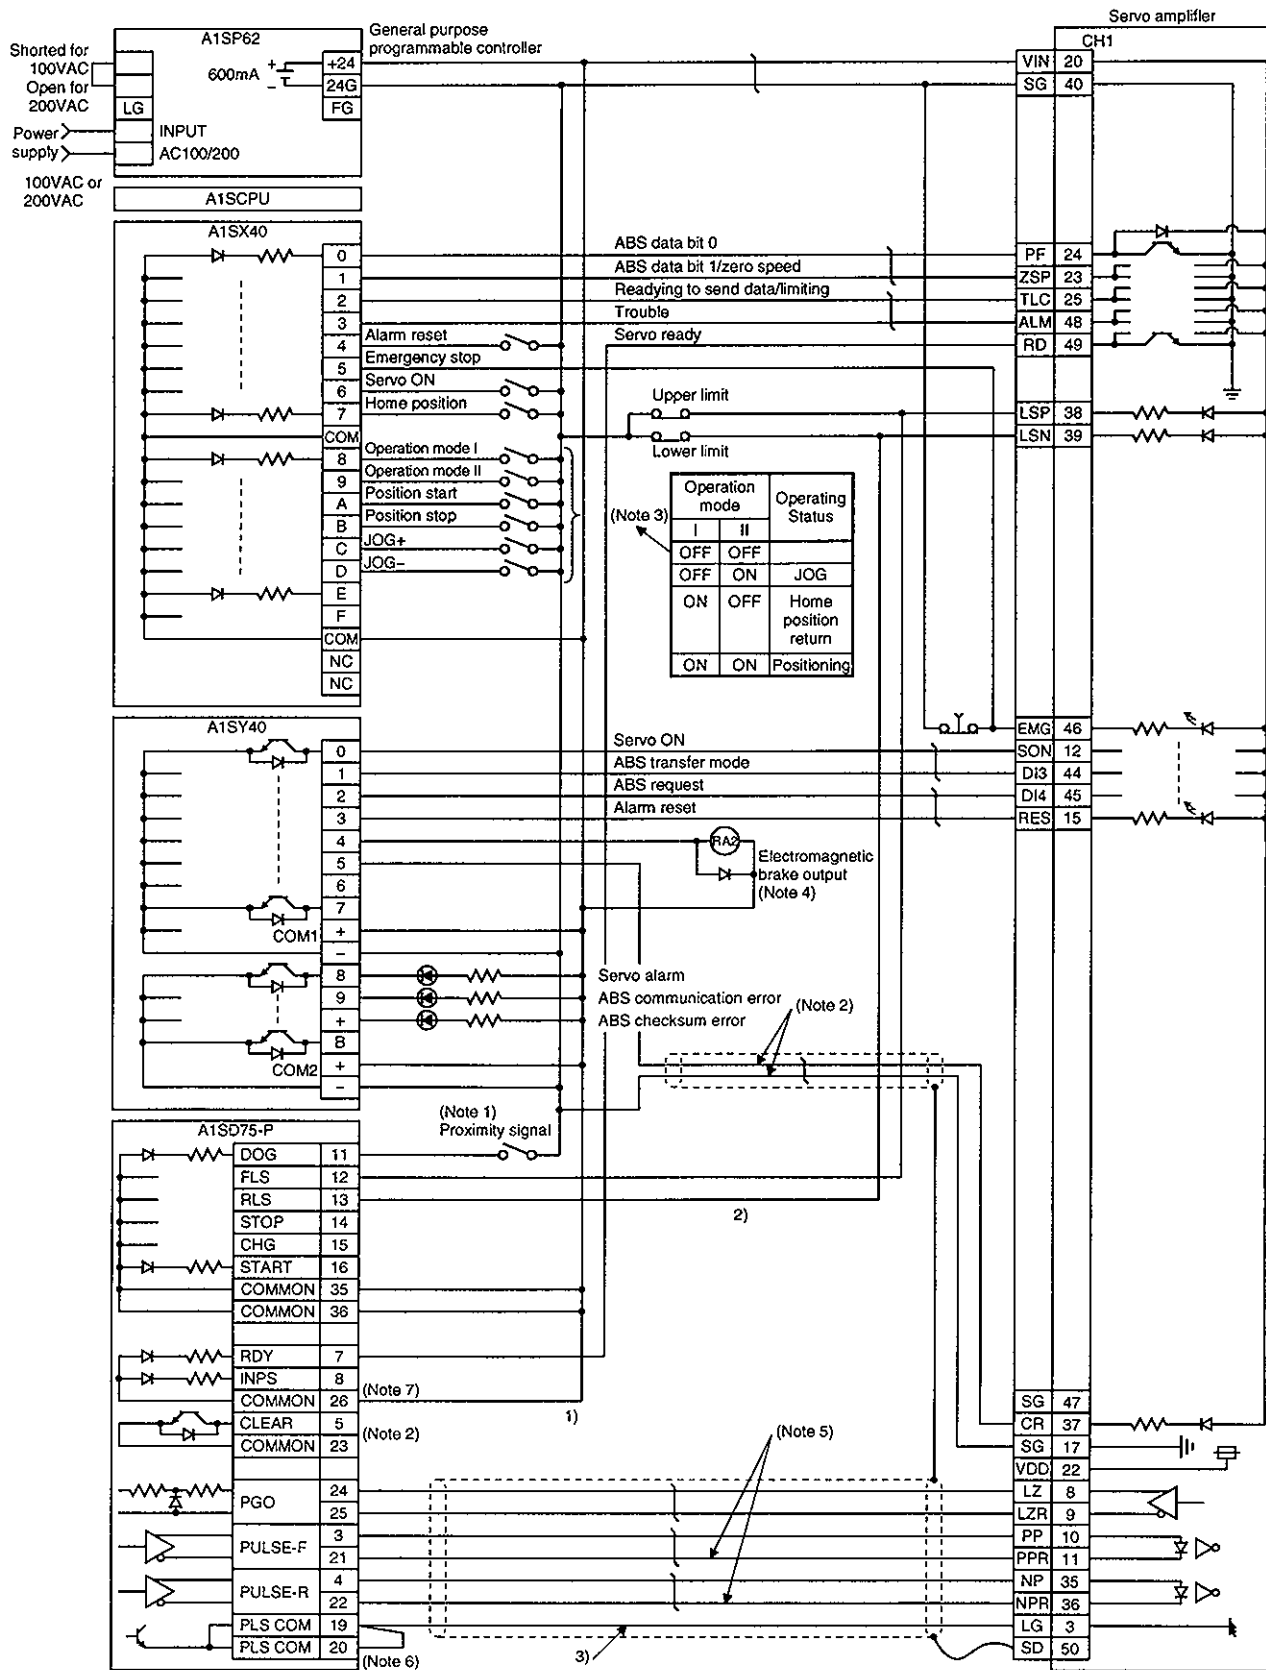 Servo amplifier
A1SP62
General purpose
programmable controller
CH1
Shorted for
100VAC
Open for
200VAC
600mA
+
−
+24
24G
FG
LG
Power
supply
INPUT
AC100/200
100VAC or
200VAC
VIN 20
SG 40
A1SCPU
A1SX40
0 ABS data bit 0 PF 24
1 ABS data bit 1/zero speed ZSP 23
2 Readying to send data/limiting TLC 25
3 Trouble ALM 48
4 Alarm reset Servo ready RD 49
5 Emergency stop
6 Servo ON
7 Home position
COM
Upper limit LSP 38
Lower limit LSN 39
8 Operation mode I
9 Operation mode II
A Position start
B Position stop
C JOG+
D JOG−
E
F
COM
NC
NC
(Note 3)
Operation
mode
Operating
Status
I II
OFF OFF
OFF ON JOG
ON OFF Home
position
return
ON ON Positioning
A1SY40
EMG 46
0 Servo ON SON 12
1 ABS transfer mode DI3 44
2 ABS request DI4 45
3 Alarm reset RES 15
4 RA2
5 Electromagnetic
brake output
(Note 4)
6
7
COM1 +
−
8 Servo alarm
9 ABS communication error
+ ABS checksum error
(Note 2)
B
COM2 +
−
(Note 1)
Proximity signal
A1SD75-P
DOG 11
FLS 12
RLS 13
2)
STOP 14
CHG 15
START 16
COMMON 35
COMMON 36
RDY 7
INPS 8
COMMON 26 (Note 7)
1)
CLEAR 5
COMMON 23 (Note 2)
SG 47
CR 37
SG 17
VDD 22
(Note 5)
PGO 24 LZ 8
25 LZR 9
PULSE-F 3 PP 10
21 PPR 11
PULSE-R 4 NP 35
22 NPR 36
PLS COM 19 LG 3
PLS COM 20 SD 50
(Note 6)
3)